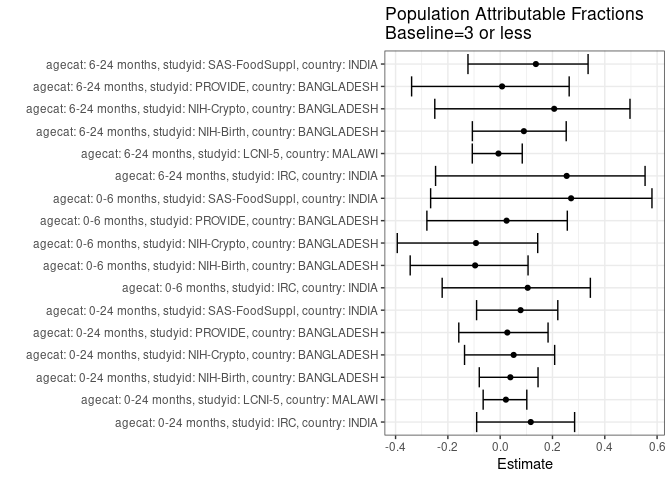 Population Attributable Fractions
Baseline=3 or less
agecat: 6-24 months, studyid: SAS-FoodSuppl, country: INDIA
agecat: 6-24 months, studyid: PROVIDE, country: BANGLADESH
agecat: 6-24 months, studyid: NIH-Crypto, country: BANGLADESH
agecat: 6-24 months, studyid: NIH-Birth, country: BANGLADESH
agecat: 6-24 months, studyid: LCNI-5, country: MALAWI
agecat: 6-24 months, studyid: IRC, country: INDIA
agecat: 0-6 months, studyid: SAS-FoodSuppl, country: INDIA
agecat: 0-6 months, studyid: PROVIDE, country: BANGLADESH
agecat: 0-6 months, studyid: NIH-Crypto, country: BANGLADESH
agecat: 0-6 months, studyid: NIH-Birth, country: BANGLADESH
agecat: 0-6 months, studyid: IRC, country: INDIA
agecat: 0-24 months, studyid: SAS-FoodSuppl, country: INDIA
agecat: 0-24 months, studyid: PROVIDE, country: BANGLADESH
agecat: 0-24 months, studyid: NIH-Crypto, country: BANGLADESH
agecat: 0-24 months, studyid: NIH-Birth, country: BANGLADESH
agecat: 0-24 months, studyid: LCNI-5, country: MALAWI
agecat: 0-24 months, studyid: IRC, country: INDIA
-0.4 -0.2 0.0 0.2 0.4 0.6
Estimate